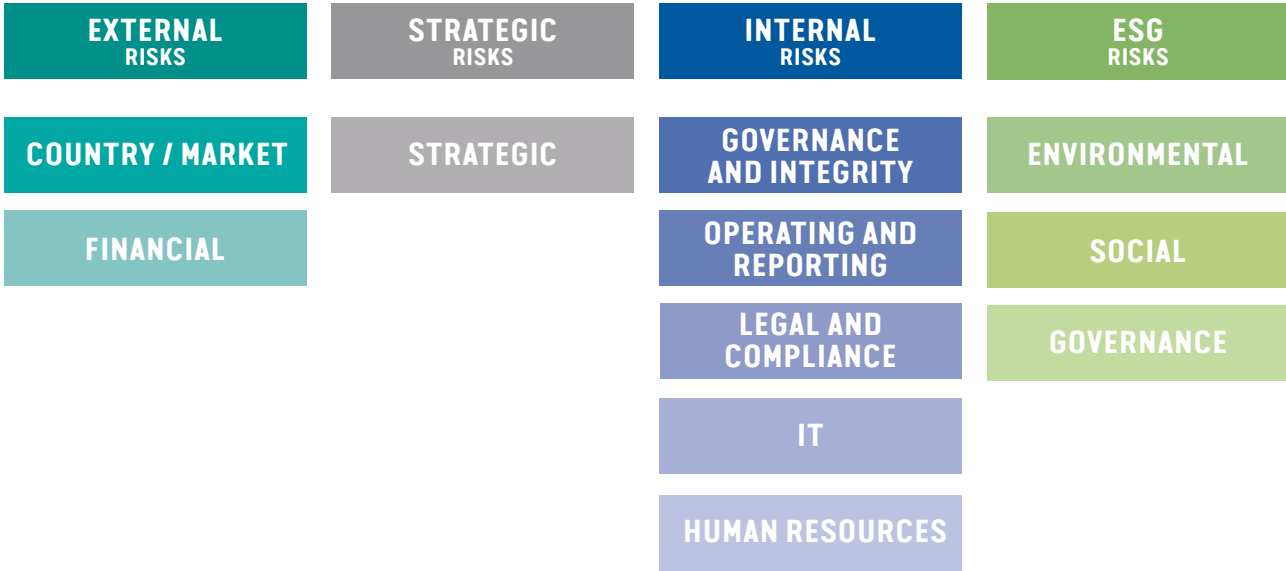 EXTERNAL
RISKS
COUNTRY / MARKET
FINANCIAL
STRATEGIC
RISKS
STRATEGIC
INTERNAL
RISKS
GOVERNANCE
AND INTEGRITY
OPERATING AND
REPORTING
LEGAL AND
COMPLIANCE
IT
HUMAN RESOURCES
ESG
RISKS
ENVIRONMENTAL
SOCIAL
GOVERNANCE